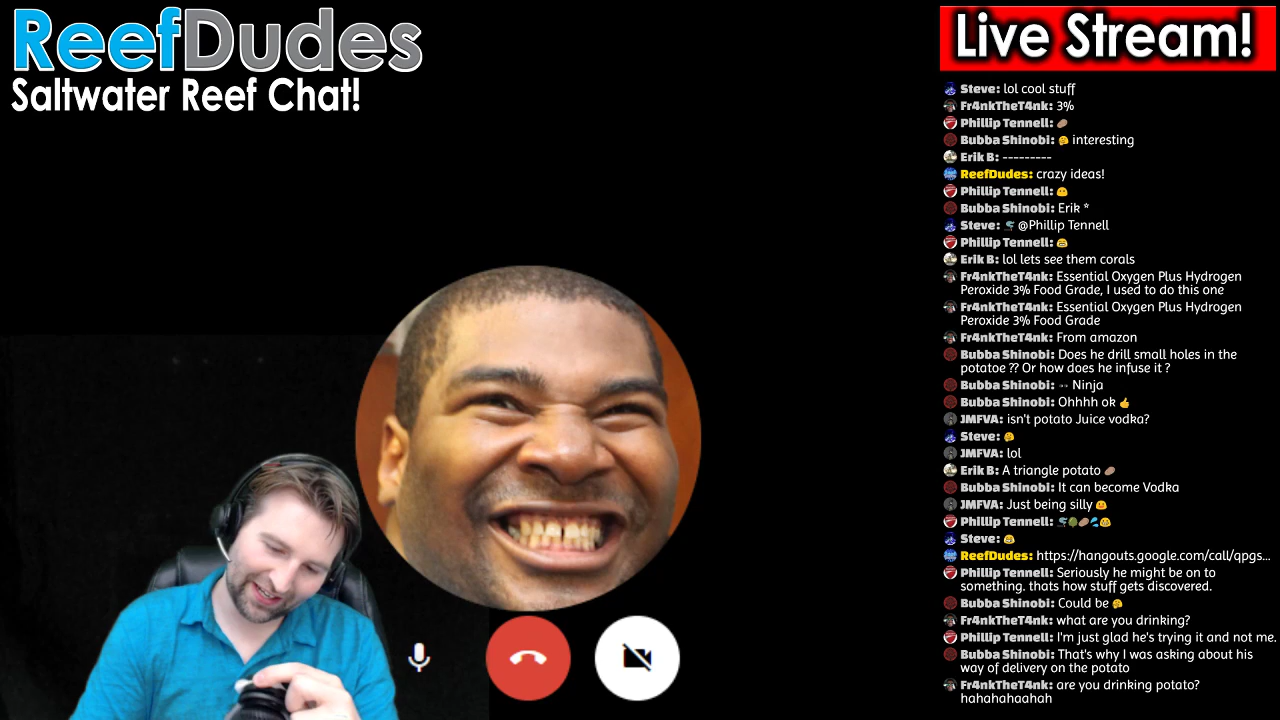 ReefDudes
Saltwater Reef Chat!
Live Stream!
Steve: lol cool stuff
Fr4nkTheT4nk: 3%
Phillip Tennell: 🥔
Bubba Shinobi: 🤔 interesting
Erik B: ---------
ReefDudes: crazy ideas!
Phillip Tennell:
Bubba Shinobi: Erik *
Steve: @Phillip Tennell
Phillip Tennell:
Erik B: lol lets see them corals
Fr4nkTheT4nk: Essential Oxygen Plus Hydrogen
Peroxide 3% Food Grade, I used to do this one
Fr4nkTheT4nk: Essential Oxygen Plus Hydrogen
Peroxide 3% Food Grade
Fr4nkTheT4nk: From amazon
Bubba Shinobi: Does he drill small holes in the
potatoe ?? Or how does he infuse it ?
Bubba Shinobi: Ninja
Bubba Shinobi: Ohhhh ok 👍
JMFVA: isn't potato Juice vodka?
Steve: 🤔
JMFVA: lol
Erik B: A triangle potato 🥔
Bubba Shinobi: It can become Vodka
JMFVA: Just being silly
Phillip Tennell:
Steve:
ReefDudes: https://hangouts.google.com/call/qpgs...
Phillip Tennell: Seriously he might be on to
something. thats how stuff gets discovered.
Bubba Shinobi: Could be 🤔
Fr4nkTheT4nk: what are you drinking?
Phillip Tennell: I'm just glad he's trying it and not me.
Bubba Shinobi: That's why I was asking about his
way of delivery on the potato
Fr4nkTheT4nk: are you drinking potato?
hahahahaahah